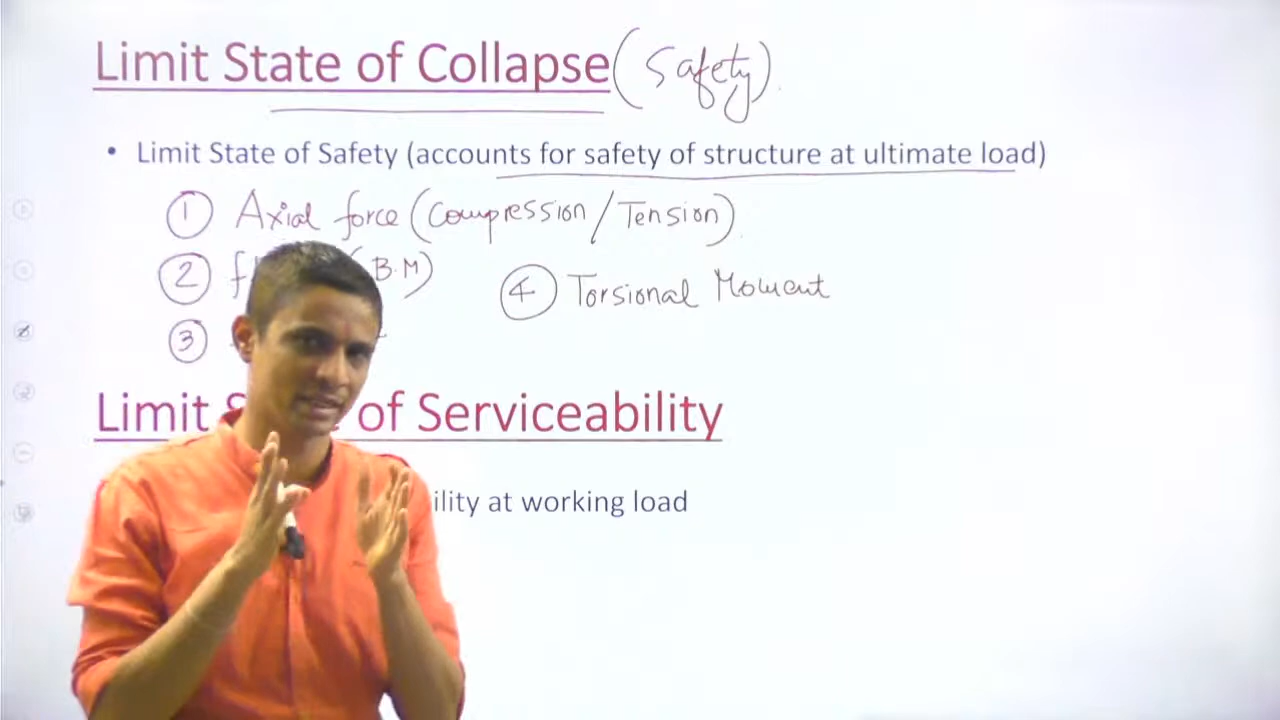 Limit State of Collapse (Safety)
• Limit State of Safety (accounts for safety of structure at ultimate load)
1 Axial force (Compression/Tension)
2 (B.M)
4 Torsional Moment
3
Limit of Serviceability
ility at working load